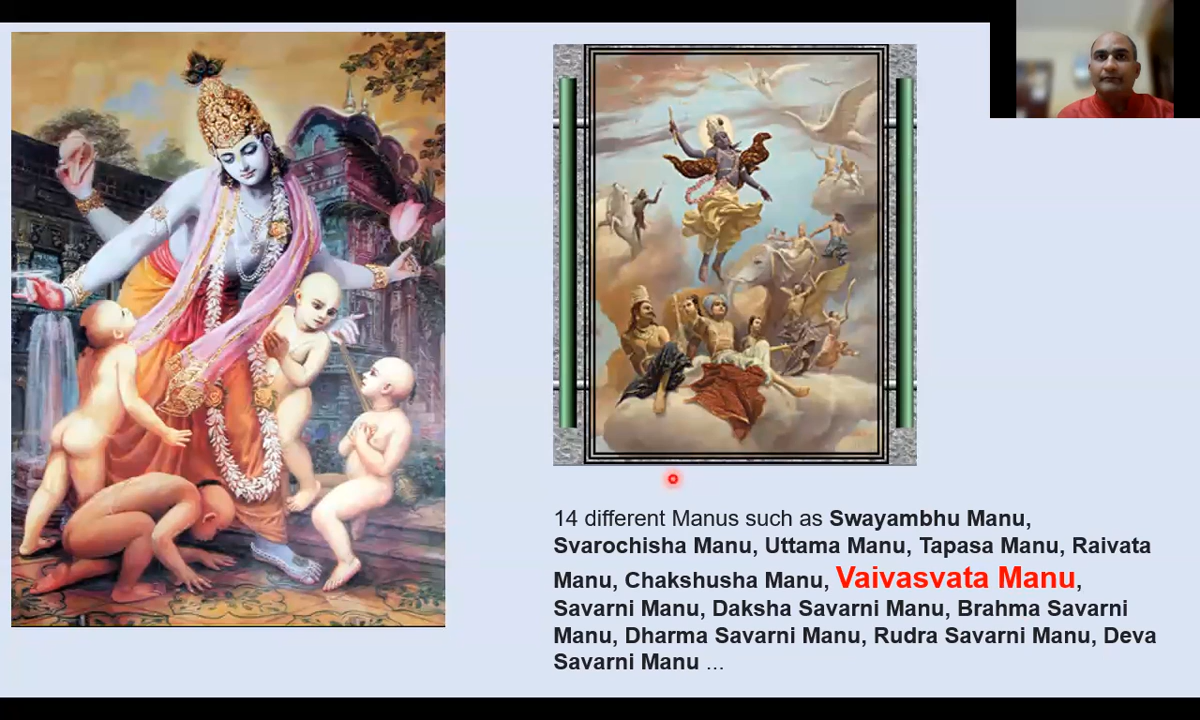 14 different Manus such as Swayambhu Manu,
Svarochisha Manu, Uttama Manu, Tapasa Manu, Raivata
Manu, Chakshusha Manu, Vaivasvata Manu,
Savarni Manu, Daksha Savarni Manu, Brahma Savarni
Manu, Dharma Savarni Manu, Rudra Savarni Manu, Deva
Savarni Manu ...